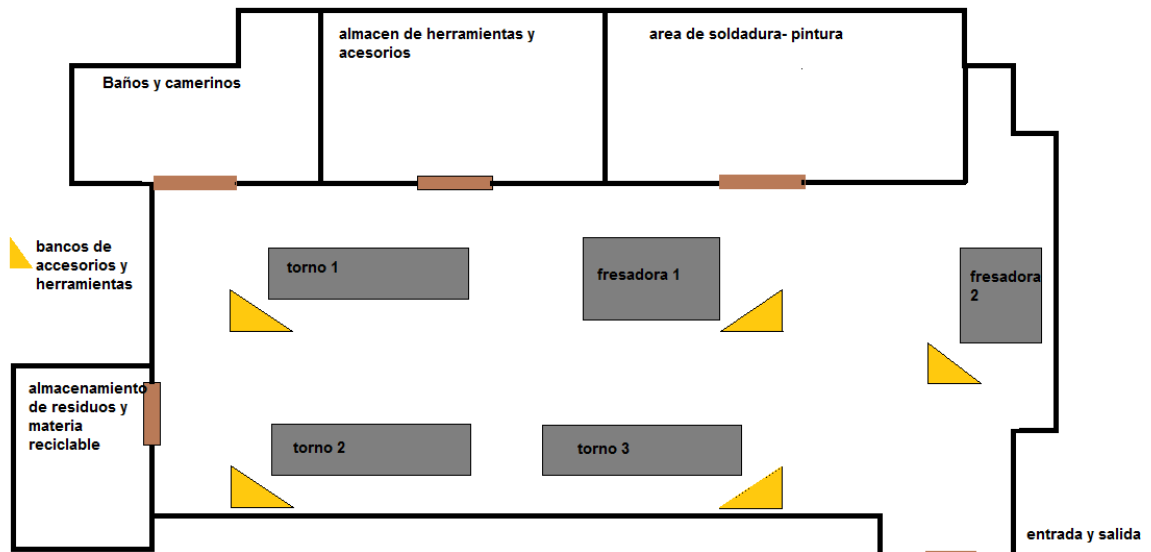 almacen de herramientas y
acesorios
area de soldadura- pintura
Baños y camerinos
bancos de
accesorios y
herramientas
torno 1
fresadora 1
fresadora
2
almacenamiento
de residuos y
materia
reciclable
torno 2
torno 3
entrada y salida